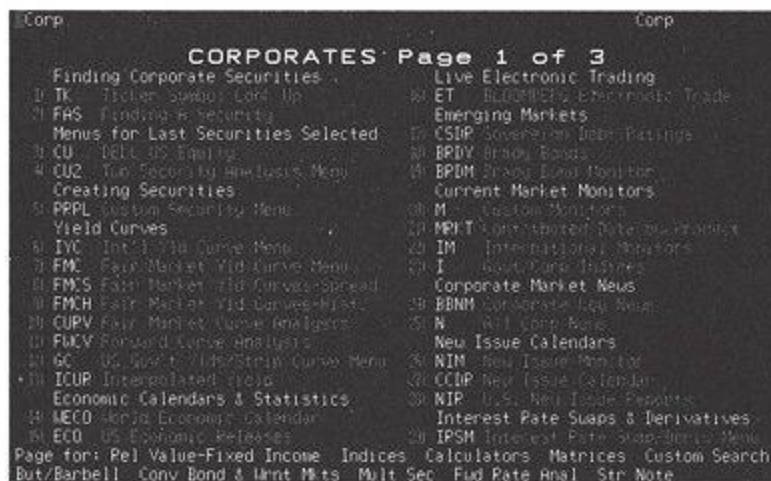 Corp
Corp
CORPORATES Page 1 of 3
Finding Corporate Securities
1) TK Ticker Symbol Look Up
2) FAS Finding A Security
Menus for Last Securities Selected
3) CU DELL US Equity
4) CU2 Two Security Analysis Menu
Creating Securities
5) PRPL Custom Security Menu
Yield Curves
6) IYC Int'l Yld Curve Menu
7) FMC Fair Market Yld Curve Menu
8) FMCS Fair Market Yld Curves-Spread
9) FMCH Fair Market Yld Curves-Hist.
10) CURV Fair Market Curve Analysis
11) FWCV Forward Curve Analysis
12) GC US Gov't Ylds/Strip Curve Menu
13) ICUR Interpolated Yield
Economic Calendars & Statistics
14) WECO World Economic Calendar
15) ECO US Economic Releases
Live Electronic Trading
16) ET BLOOMBERG Electronic Trade
Emerging Markets
17) CSDR Sovereign Debt Ratings
18) BRDY Brady Bonds
19) BRDM Brady Bond Monitor
Current Market Monitors
20) M Custom Monitors
21) MRKT Contributed Data by Product
22) IM International Monitors
23) I Govt Corp Indices
Corporate Market News
24) BBNM Corporate News
25) N All Corp News
New Issue Calendars
26) NIM New Issue Monitor
27) CCDR New Issue Calendar
28) NIR U.S. New Issue Reports
Interest Rate Swaps & Derivatives
29) IRSM Interest Rate Swap/Deriv Menu
Page for: Rel Value-Fixed Income Indices Calculators Matrices Custom Search
But/Barbell Conv Bond & Wrnt Mkts Mult Sec Fwd Rate Anal Str Note